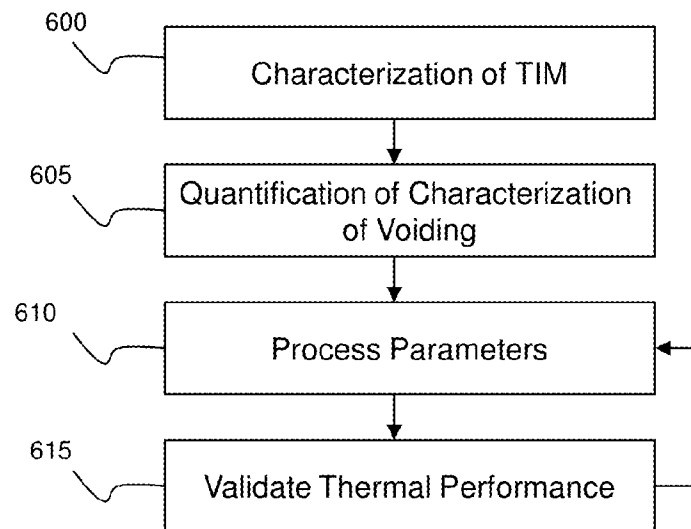 600
Characterization of TIM
605
Quantification of Characterization
of Voiding
610
Process Parameters
615
Validate Thermal Performance